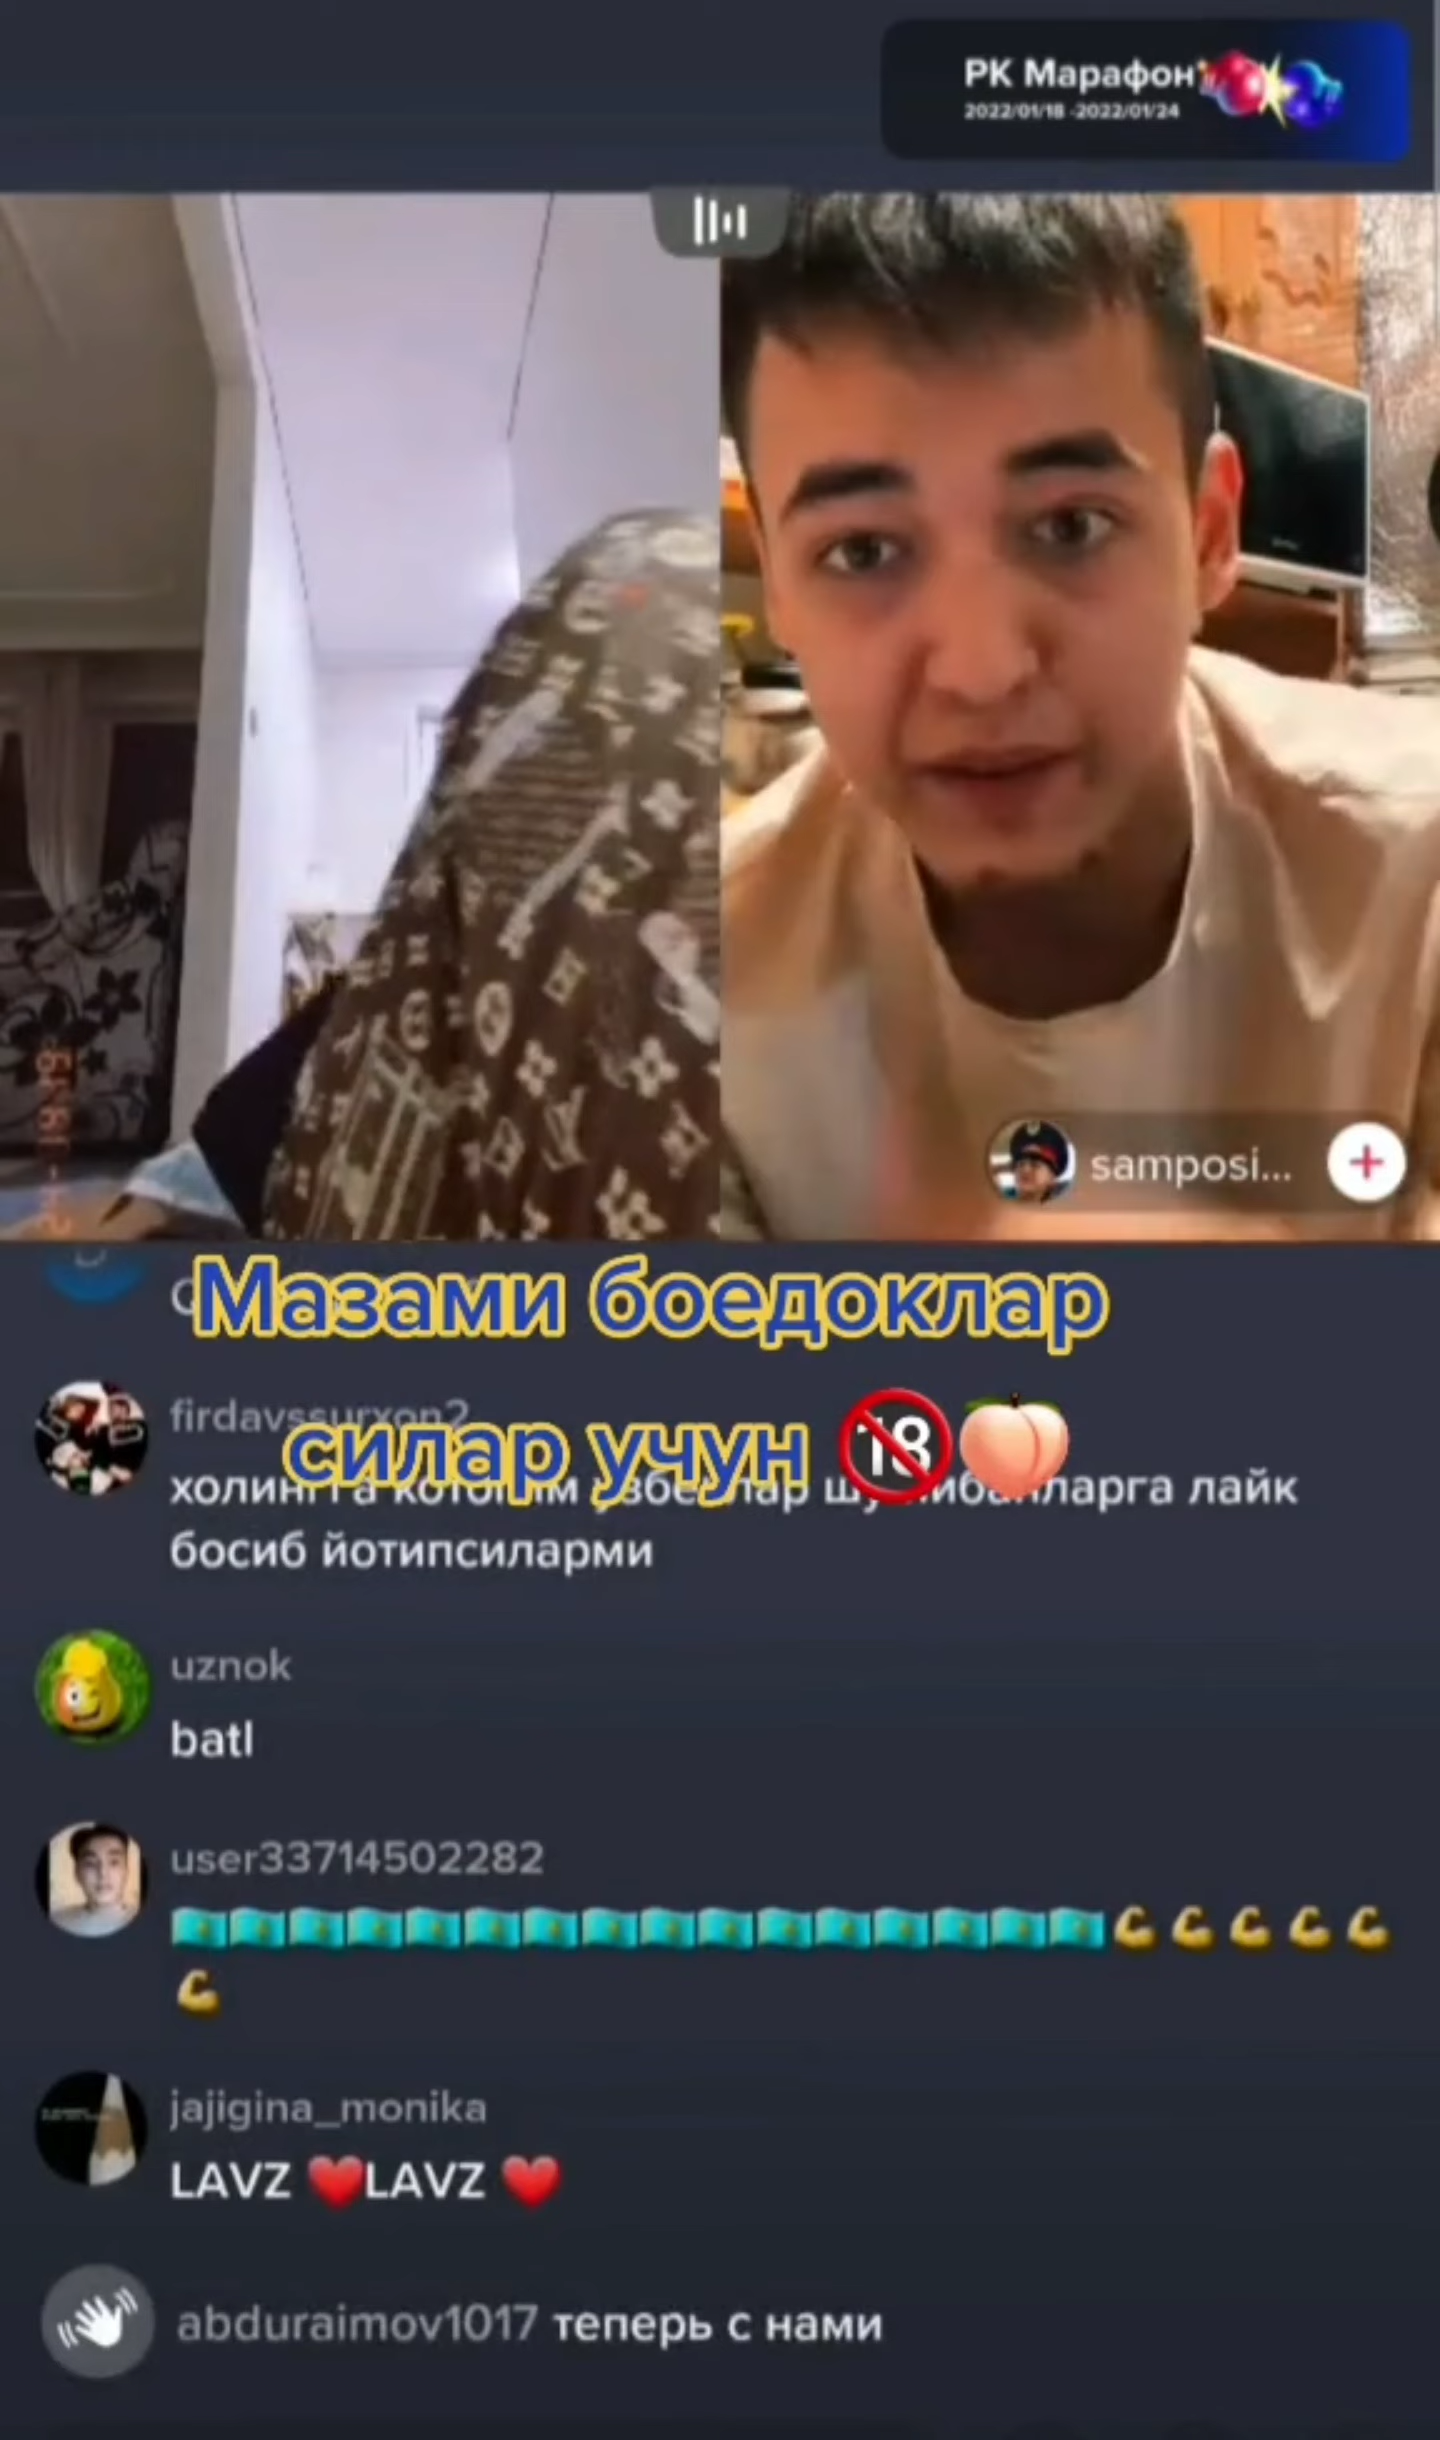 РК Марафон
2022/01/18 -2022/01/24
samposi...
Мазами боедоклар
firdavssurxon2
силар учун 🔞🍑
лайк
босиб йотипсиларми
uznok
batl
user33714502282
🇰🇿🇰🇿🇰🇿🇰🇿🇰🇿🇰🇿🇰🇿🇰🇿🇰🇿🇰🇿🇰🇿🇰🇿🇰🇿🇰🇿🇰🇿🇰🇿💪💪💪💪💪
💪
jajigina_monika
LAVZ ❤️LAVZ ❤️
abduraimov1017 теперь с нами